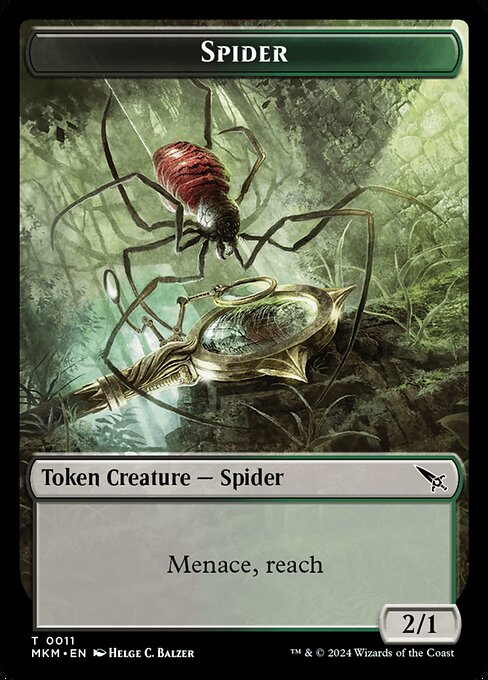 Spider
Token Creature — Spider
Menace, reach
2/1
T 0011
MKM • EN Helge C. Balzer
™ & © 2024 Wizards of the Coast